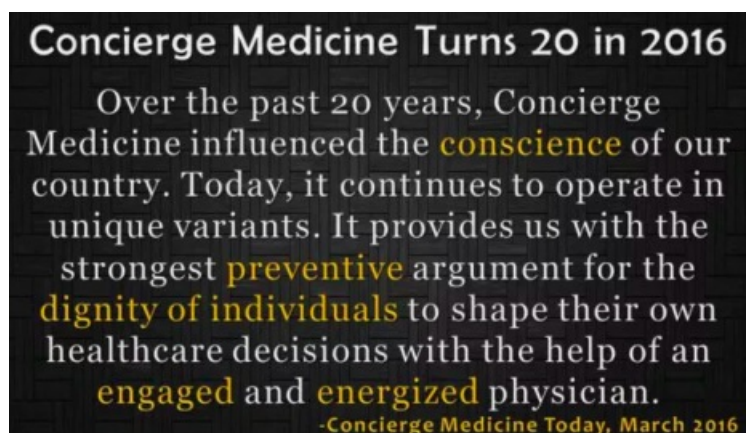 Concierge Medicine Turns 20 in 2016
Over the past 20 years, Concierge
Medicine influenced the conscience of our
country. Today, it continues to operate in
unique variants. It provides us with the
strongest preventive argument for the
dignity of individuals to shape their own
healthcare decisions with the help of an
engaged and energized physician.
-Concierge Medicine Today, March 2016